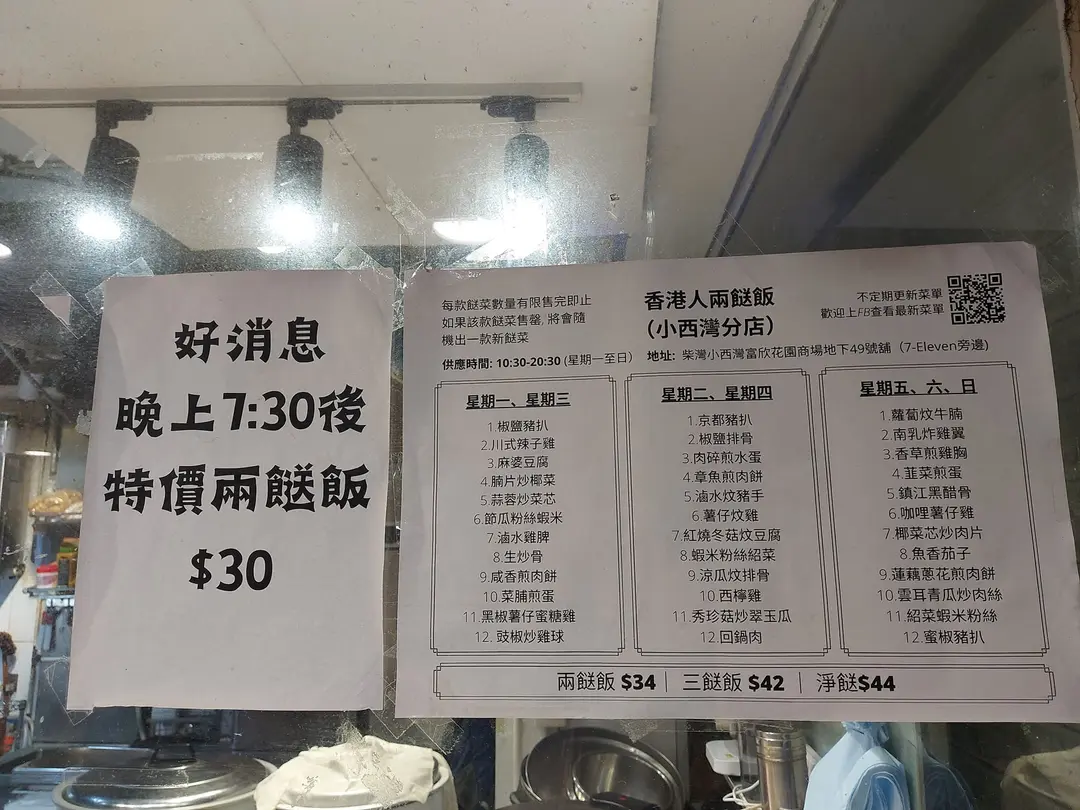 好消息
晚上7:30後
特價兩餸飯
$30
每款餸菜數量有限售完即止
如果該款餸菜售罄, 將會隨
機出一款新餸菜
香港人兩餸飯
(小西灣分店)
不定期更新菜單
歡迎上FB查看最新菜單
供應時間: 10:30-20:30 (星期一至日)
地址: 柴灣小西灣富欣花園商場地下49號舖 (7-Eleven旁邊)
星期一、星期三
1.椒鹽豬扒
2.川式辣子雞
3.麻婆豆腐
4.腩片炒椰菜
5.蒜蓉炒菜芯
6.節瓜粉絲蝦米
7.滷水雞脾
8.生炒骨
9.咸香煎肉餅
10.菜脯煎蛋
11.黑椒薯仔蜜糖雞
12.豉椒炒雞球
星期二、星期四
1.京都豬扒
2.椒鹽排骨
3.肉碎煎水蛋
4.章魚煎肉餅
5.滷水炆豬手
6.薯仔炆雞
7.紅燒冬菇炆豆腐
8.蝦米粉絲紹菜
9.涼瓜炆排骨
10.西檸雞
11.秀珍菇炒翠玉瓜
12.回鍋肉
星期五、六、日
1.蘿蔔炆牛腩
2.南乳炸雞翼
3.香草煎雞胸
4.韮菜煎蛋
5.鎮江黑醋骨
6.咖哩薯仔雞
7.椰菜芯炒肉片
8.魚香茄子
9.蓮藕蔥花煎肉餅
10.雲耳青瓜炒肉絲
11.紹菜蝦米粉絲
12.蜜椒豬扒
兩餸飯 $34 | 三餸飯 $42 | 淨餸$44